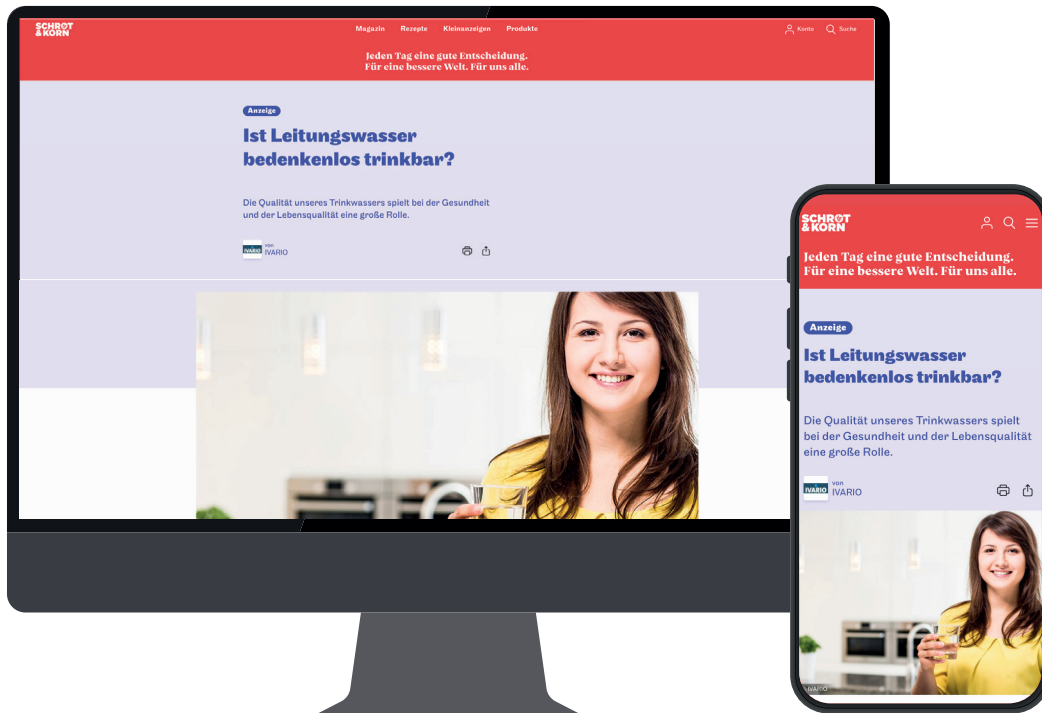 SCHROT
& KORN
Magazin Rezepte Kleinanzeigen Produkte
Konto Suche
Jeden Tag eine gute Entscheidung.
Für eine bessere Welt. Für uns alle.
Anzeige
Ist Leitungswasser
bedenkenlos trinkbar?
Die Qualität unseres Trinkwassers spielt bei der Gesundheit
und der Lebensqualität eine große Rolle.
IVARIO
von
IVARIO
SCHROT
& KORN
Jeden Tag eine gute Entscheidung.
Für eine bessere Welt. Für uns alle.
Anzeige
Ist Leitungswasser
bedenkenlos trinkbar?
Die Qualität unseres Trinkwassers spielt
bei der Gesundheit und der Lebensqualität
eine große Rolle.
IVARIO
von
IVARIO
IVARIO